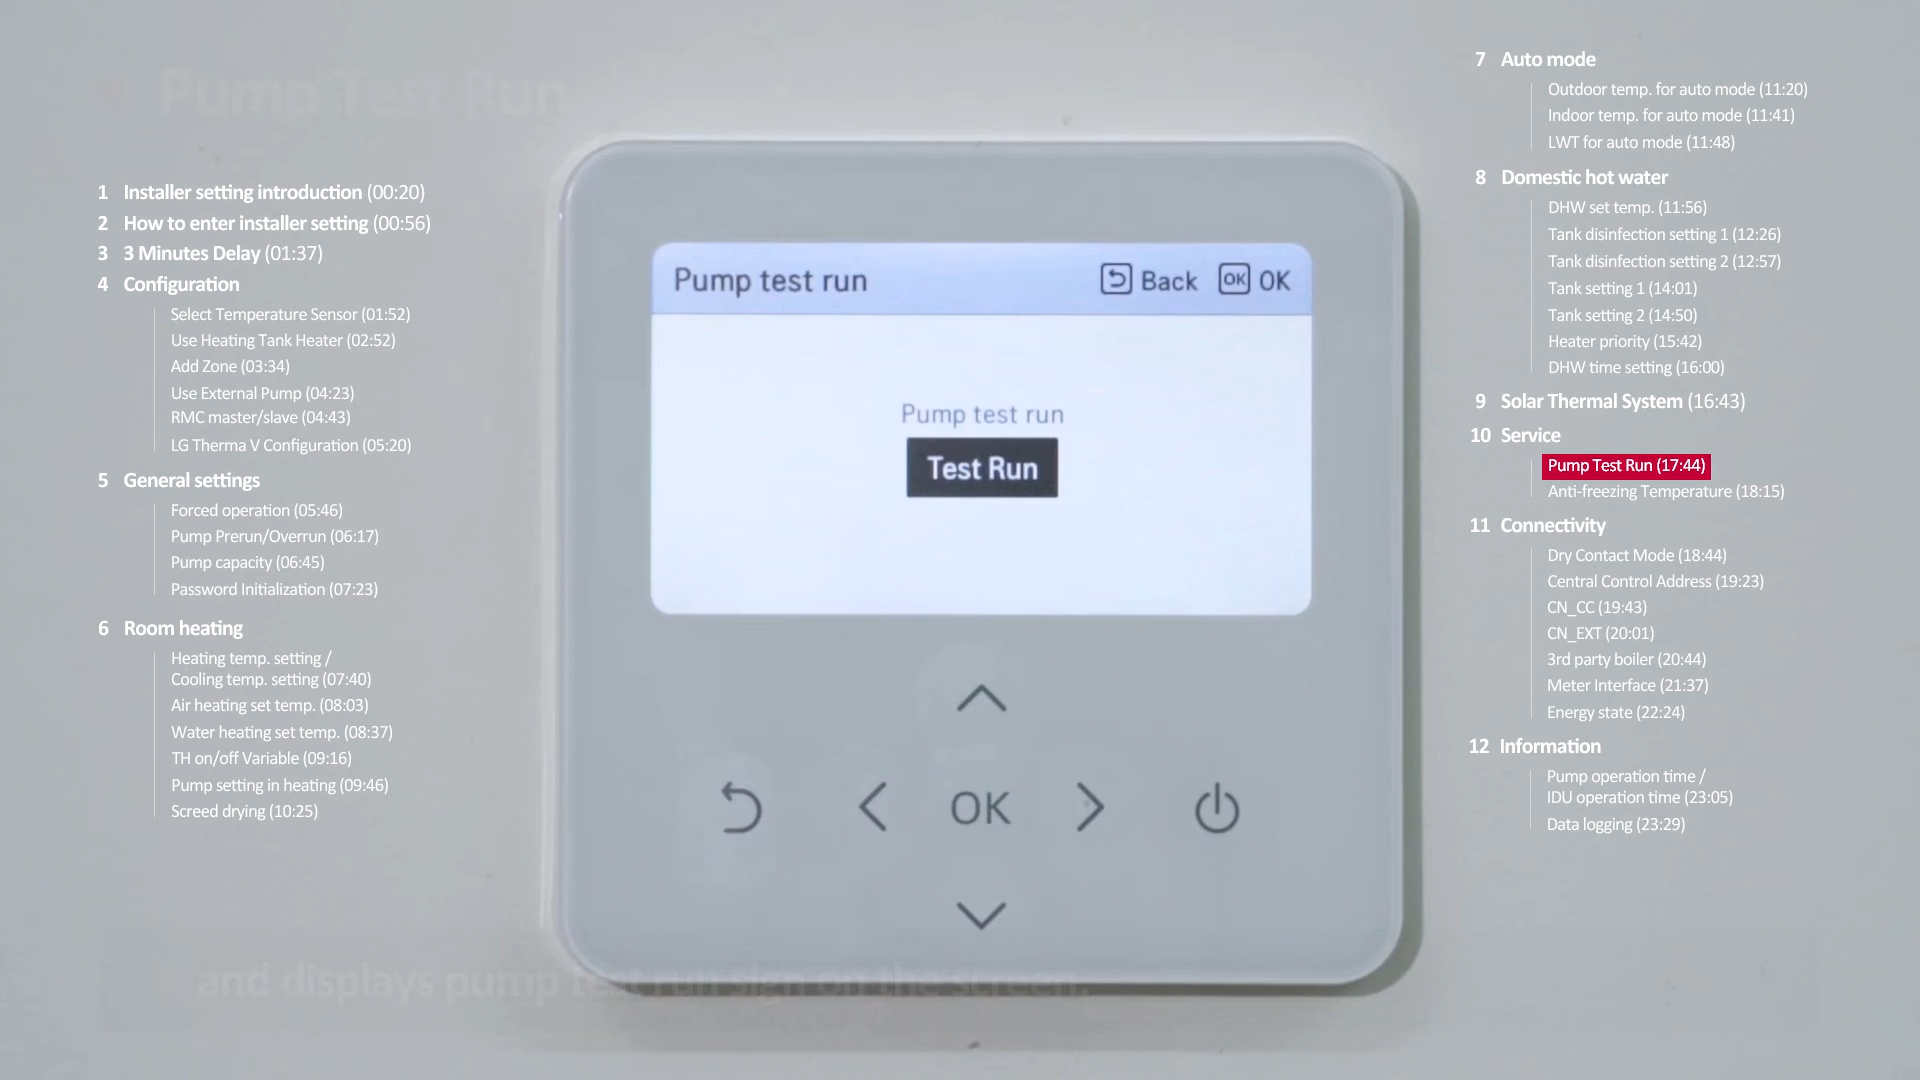 Pump Test Run
1 Installer setting introduction (00:20)
2 How to enter installer setting (00:56)
3 3 Minutes Delay (01:37)
4 Configuration
Select Temperature Sensor (01:52)
Use Heating Tank Heater (02:52)
Add Zone (03:34)
Use External Pump (04:23)
RMC master/slave (04:43)
LG Therma V Configuration (05:20)
5 General settings
Forced operation (05:46)
Pump Prerun/Overrun (06:17)
Pump capacity (06:45)
Password Initialization (07:23)
6 Room heating
Heating temp. setting /
Cooling temp. setting (07:40)
Air heating set temp. (08:03)
Water heating set temp. (08:37)
TH on/off Variable (09:16)
Pump setting in heating (09:46)
Screed drying (10:25)
Pump test run
Back
OK OK
Pump test run
Test Run
OK
and displays pump test run sign on the screen.
7 Auto mode
Outdoor temp. for auto mode (11:20)
Indoor temp. for auto mode (11:41)
LWT for auto mode (11:48)
8 Domestic hot water
DHW set temp. (11:56)
Tank disinfection setting 1 (12:26)
Tank disinfection setting 2 (12:57)
Tank setting 1 (14:01)
Tank setting 2 (14:50)
Heater priority (15:42)
DHW time setting (16:00)
9 Solar Thermal System (16:43)
10 Service
Pump Test Run (17:44)
Anti-freezing Temperature (18:15)
11 Connectivity
Dry Contact Mode (18:44)
Central Control Address (19:23)
CN_CC (19:43)
CN_EXT (20:01)
3rd party boiler (20:44)
Meter Interface (21:37)
Energy state (22:24)
12 Information
Pump operation time /
IDU operation time (23:05)
Data logging (23:29)